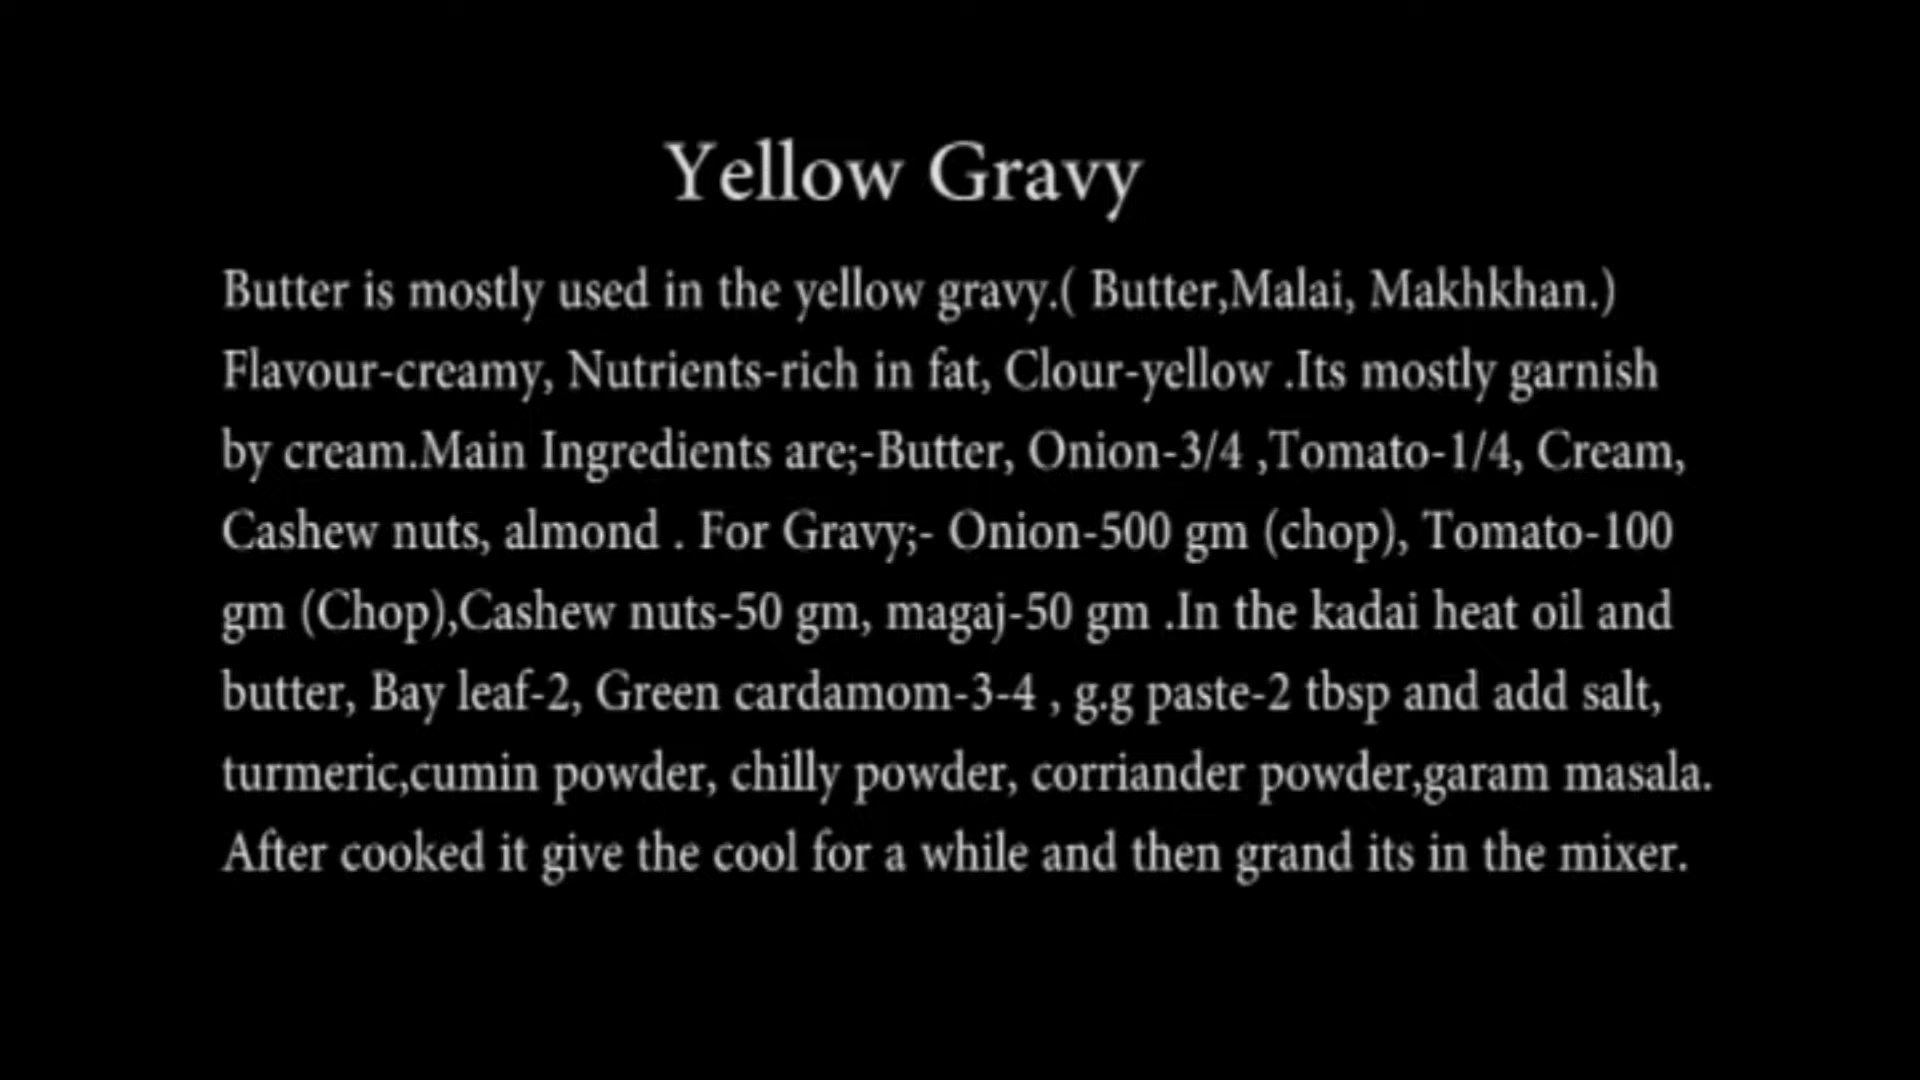 Yellow Gravy
Butter is mostly used in the yellow gravy.( Butter,Malai, Makhkhan.)
Flavour-creamy, Nutrients-rich in fat, Clour-yellow .Its mostly garnish
by cream.Main Ingredients are;-Butter, Onion-3/4 ,Tomato-1/4, Cream,
Cashew nuts, almond . For Gravy;- Onion-500 gm (chop), Tomato-100
gm (Chop),Cashew nuts-50 gm, magaj-50 gm .In the kadai heat oil and
butter, Bay leaf-2, Green cardamom-3-4 , g.g paste-2 tbsp and add salt,
turmeric,cumin powder, chilly powder, corriander powder,garam masala.
After cooked it give the cool for a while and then grand its in the mixer.